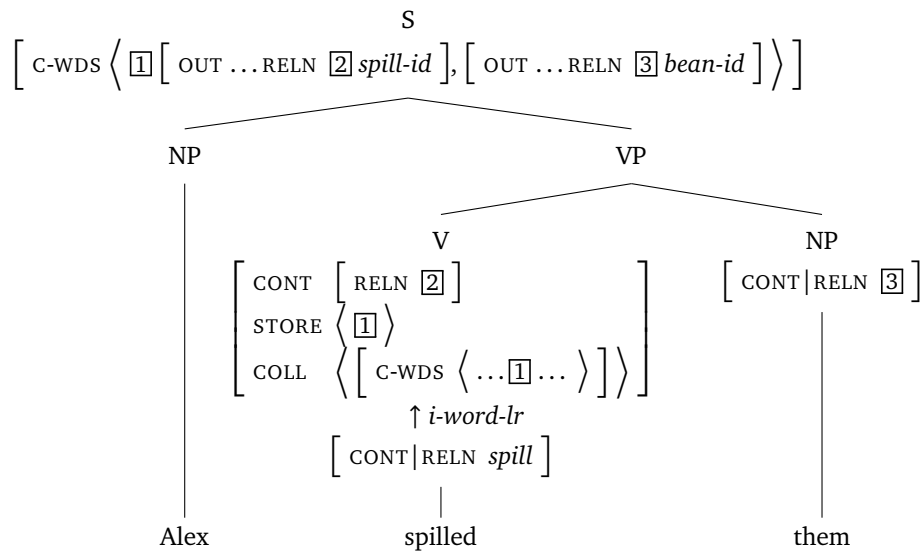 S
[ C-WDS ⟨ 1 [ OUT …RELN 2 spill-id ], [ OUT …RELN 3 bean-id ] ⟩ ]
NP VP
V NP
CONT [ RELN 2 ] [ CONT|RELN 3 ]
STORE ⟨ 1 ⟩
COLL ⟨ [ C-WDS ⟨ …1… ⟩ ] ⟩
↑ i-word-lr
[ CONT|RELN spill ]
Alex spilled them